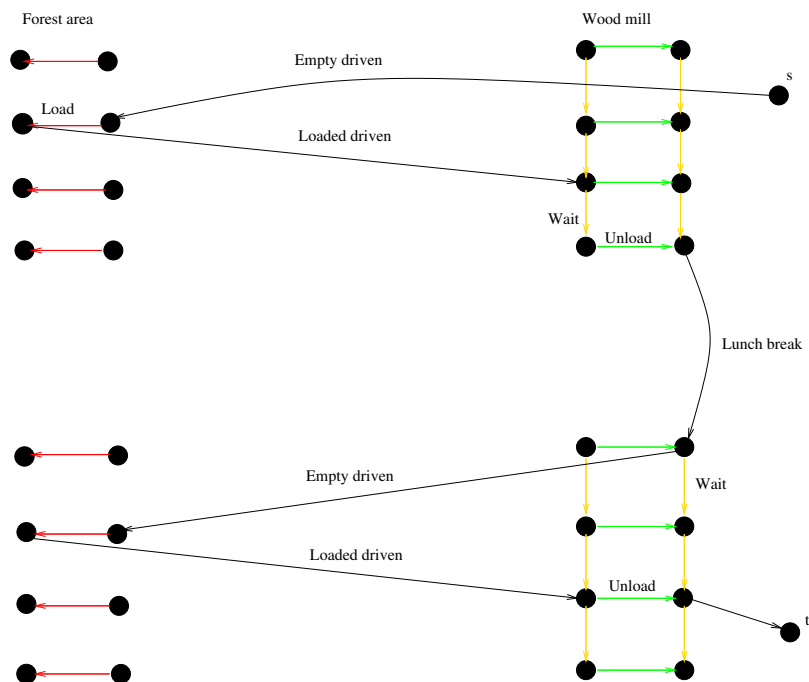 Forest area
Wood mill
Empty driven
s
Load
Loaded driven
Wait
Unload
Lunch break
Empty driven
Wait
Loaded driven
Unload
t